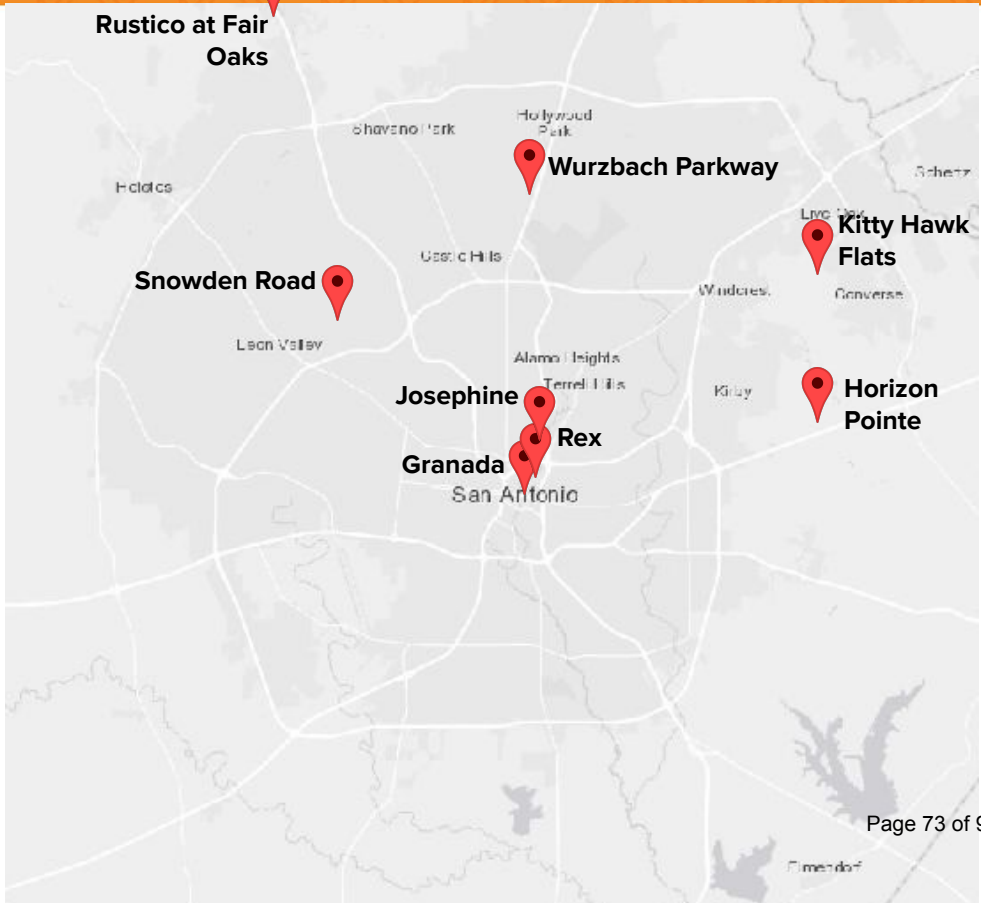 Rustico at Fair
Oaks
Shavano Park
Hollywood
Park
Wurzbach Parkway
Helotes
Schertz
Live Oak
Kitty Hawk
Flats
Castle Hills
Snowden Road
Windcrest
Converse
Leon Valley
Alamo Heights
Terrell Hills
Josephine
Kirby
Horizon
Pointe
Rex
Granada
San Antonio
Page 73 of 9
Elmendorf